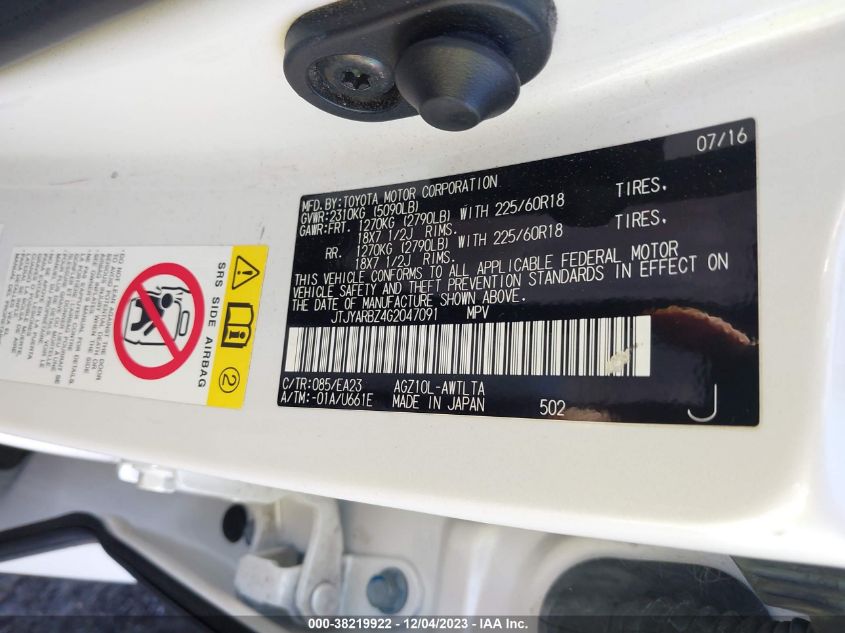 07/16
MFD.BY:TOYOTA MOTOR CORPORATION
GVWR:2310KG (5090LB)
GAWR:FRT. 1270KG (2790LB) WITH 225/60R18 TIRES,
18X7 1/2J RIMS.
RR. 1270KG (2790LB) WITH 225/60R18 TIRES,
18X7 1/2J RIMS.
THIS VEHICLE CONFORMS TO ALL APPLICABLE FEDERAL MOTOR
VEHICLE SAFETY AND THEFT PREVENTION STANDARDS IN EFFECT ON
THE DATE OF MANUFACTURE SHOWN ABOVE.
JTJYARBZ4G2047091 MPV
C/TR:085/EA23 AGZ10L-AWTLTA
A/TM:-01A/U661E MADE IN JAPAN 502
J
SRS SIDE AIRBAG
2
000-38219922 - 12/04/2023 - IAA Inc.